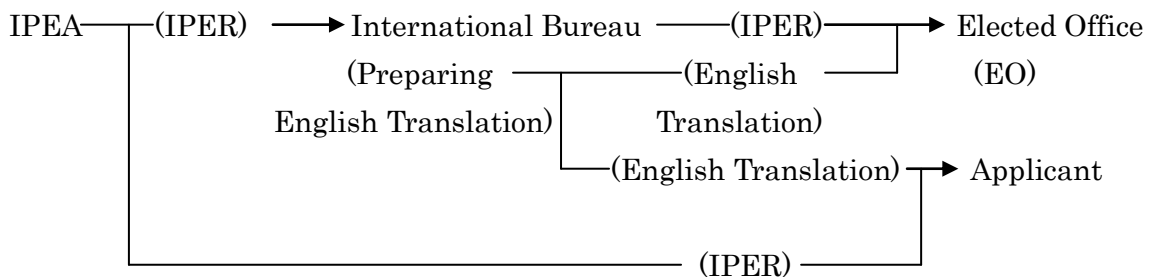 IPEA (IPER) International Bureau (IPER) Elected Office
(Preparing (English (EO)
English Translation) Translation)
(English Translation) Applicant
(IPER)